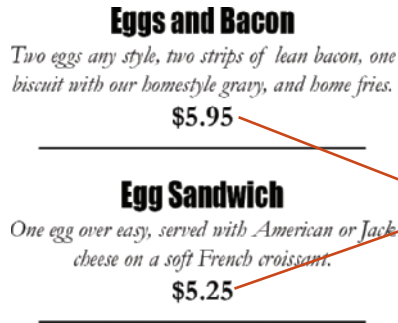 Eggs and Bacon
Two eggs any style, two strips of lean bacon, one
biscuit with our homestyle gravy, and home fries.
$5.95
Egg Sandwich
One egg over easy, served with American or Jack
cheese on a soft French croissant.
$5.25